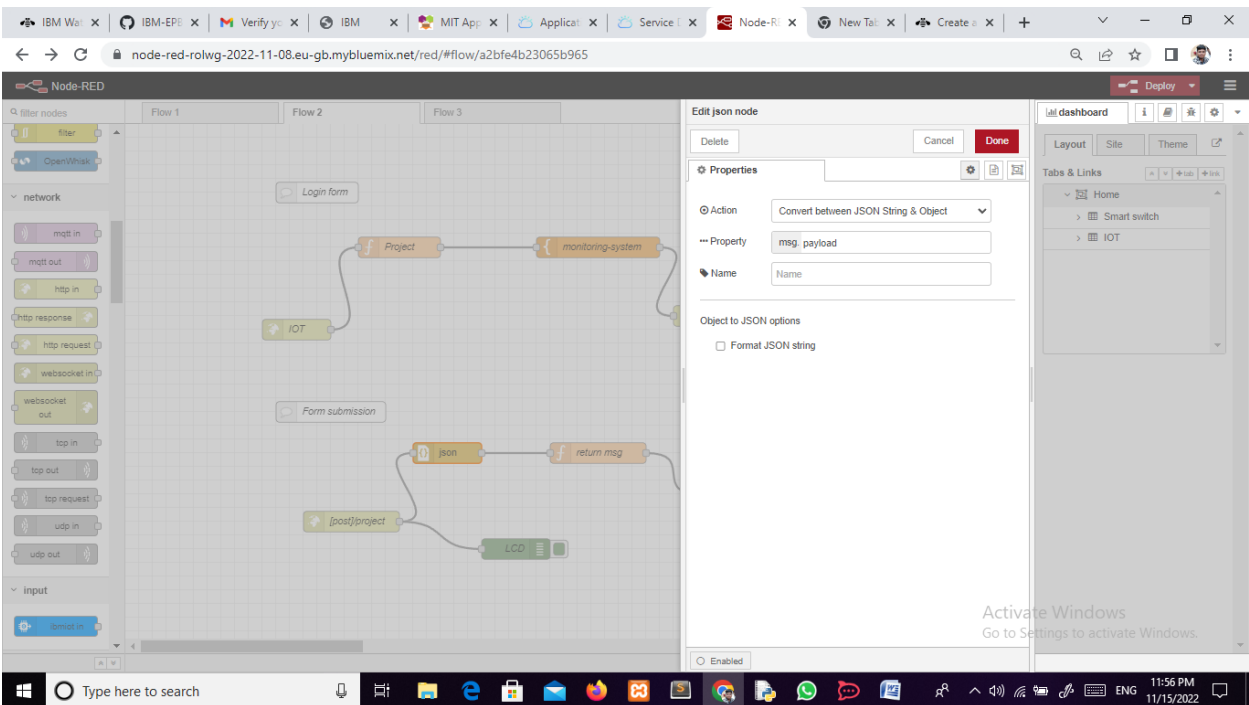 IBM Wat
IBM-EPB
Verify yo
IBM
MIT App
Applicati
Service D
Node-RE
New Tab
Create a
node-red-rolwg-2022-11-08.eu-gb.mybluemix.net/red/#flow/a2bfe4b23065b965
Node-RED
Deploy
filter nodes
Flow 1
Flow 2
Flow 3
Edit json node
dashboard
filter
OpenWhisk
network
mqtt in
mqtt out
http in
http response
http request
websocket in
websocket
out
tcp in
tcp out
tcp request
udp in
udp out
input
ibmiot in
Login form
Project
monitoring-system
IOT
Form submission
json
return msg
[post]/project
LCD
Delete
Cancel
Done
Properties
Action
Convert between JSON String & Object
Property
msg. payload
Name
Name
Object to JSON options
Format JSON string
Enabled
Layout
Site
Theme
Tabs & Links
tab
link
Home
Smart switch
IOT
Activate Windows
Go to Settings to activate Windows.
Type here to search
ENG
11:56 PM
11/15/2022